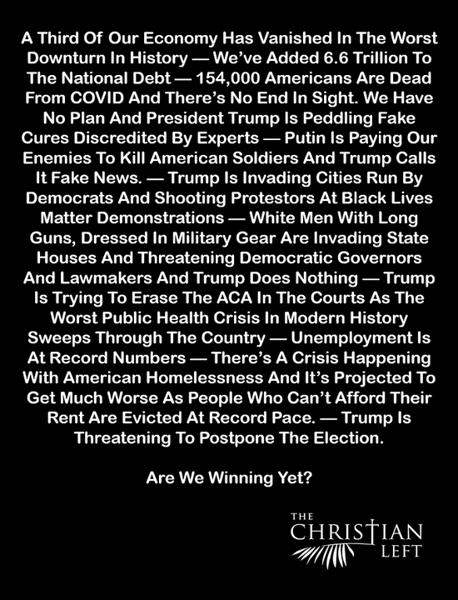 A Third Of Our Economy Has Vanished In The Worst
Downturn In History — We've Added 6.6 Trillion To
The National Debt — 154,000 Americans Are Dead
From COVID And There's No End In Sight. We Have
No Plan And President Trump Is Peddling Fake
Cures Discredited By Experts — Putin Is Paying Our
Enemies To Kill American Soldiers And Trump Calls
It Fake News. — Trump Is Invading Cities Run By
Democrats And Shooting Protestors At Black Lives
Matter Demonstrations — White Men With Long
Guns, Dressed In Military Gear Are Invading State
Houses And Threatening Democratic Governors
And Lawmakers And Trump Does Nothing — Trump
Is Trying To Erase The ACA In The Courts As The
Worst Public Health Crisis In Modern History
Sweeps Through The Country — Unemployment Is
At Record Numbers — There's A Crisis Happening
With American Homelessness And It's Projected To
Get Much Worse As People Who Can't Afford Their
Rent Are Evicted At Record Pace. — Trump Is
Threatening To Postpone The Election.
Are We Winning Yet?
THE
CHRISTIAN
LEFT